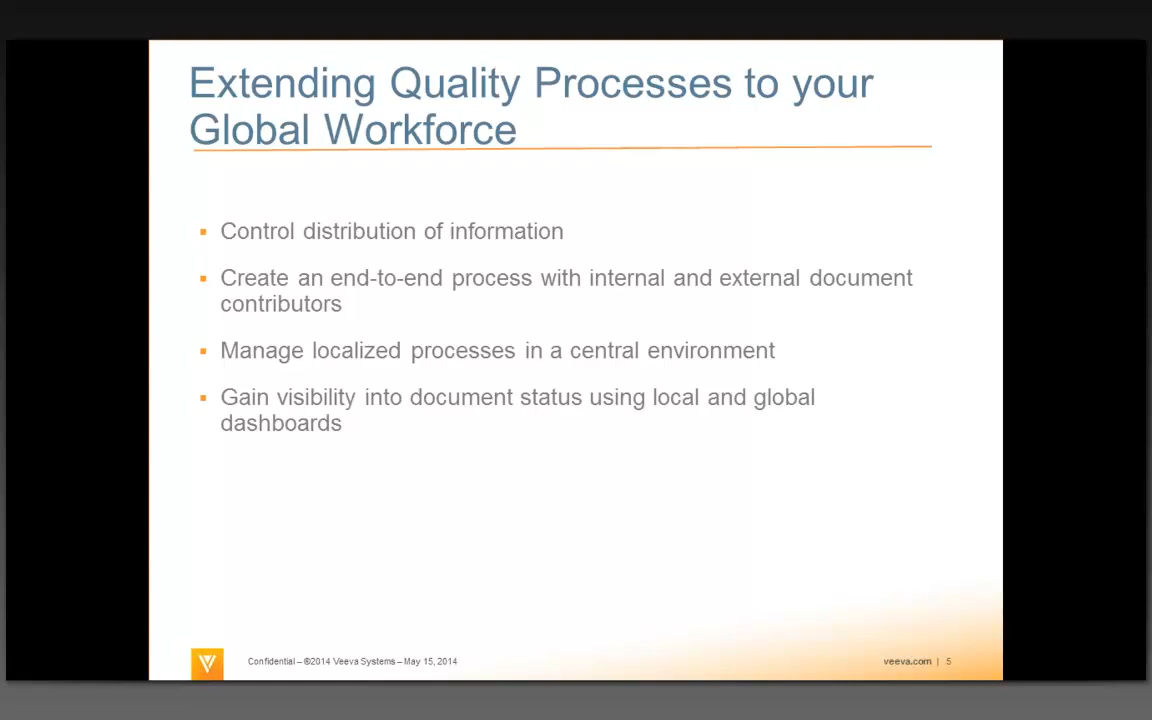 Extending Quality Processes to your
Global Workforce
▪ Control distribution of information
▪ Create an end-to-end process with internal and external document
contributors
▪ Manage localized processes in a central environment
▪ Gain visibility into document status using local and global
dashboards
Confidential – ©2014 Veeva Systems – May 15, 2014
veeva.com | 5